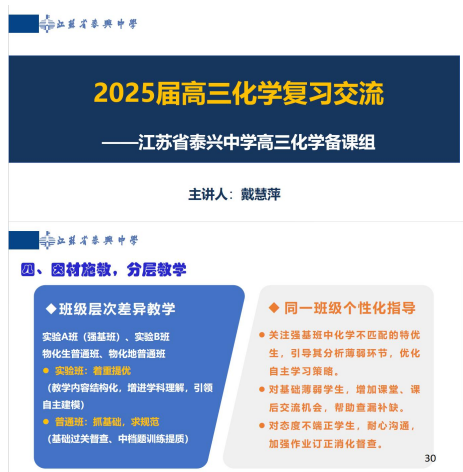 江苏省泰兴中学
2025届高三化学复习交流
——江苏省泰兴中学高三化学备课组
主讲人：戴慧萍
江苏省泰兴中学
四、因材施教，分层教学
◆班级层次差异教学
实验A班（强基班）、实验B班
物化生普通班、物化地普通班
● 实验班：着重提优
（教学内容结构化，增进学科理解，引领
自主建模）
● 普通班：抓基础，求规范
（基础过关督查、中档题训练提质）
◆ 同一班级个性化指导
● 关注强基班中化学不匹配的特优
生，引导其分析薄弱环节，优化
自主学习策略。
● 对基础薄弱学生，增加课堂、课
后交流机会，帮助查漏补缺。
● 对态度不端正学生，耐心沟通，
加强作业订正消化督查。
30